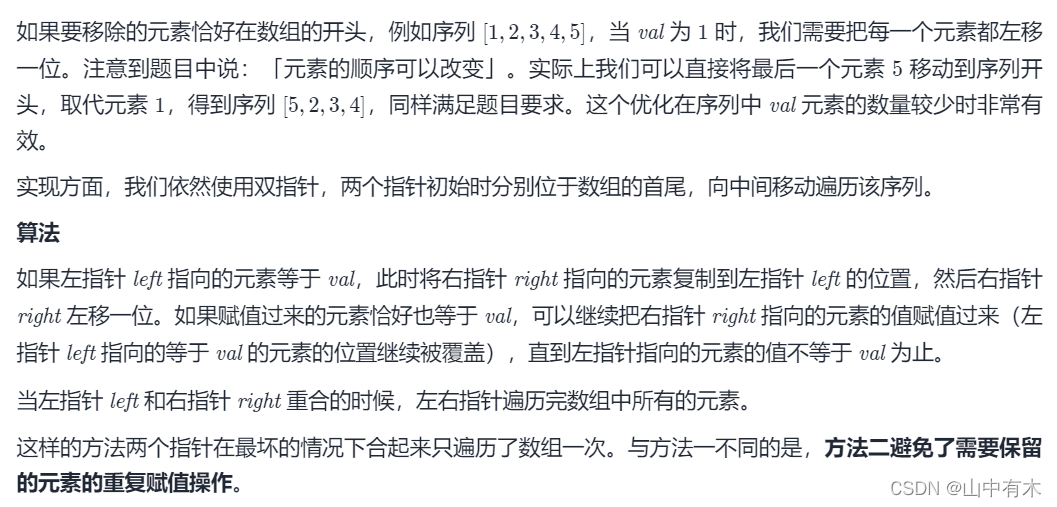 如果要移除的元素恰好在数组的开头，例如序列 [1, 2, 3, 4, 5]，当 val 为 1 时，我们需要把每一个元素都左移
一位。注意到题目中说：「元素的顺序可以改变」。实际上我们可以直接将最后一个元素 5 移动到序列开
头，取代元素 1，得到序列 [5, 2, 3, 4]，同样满足题目要求。这个优化在序列中 val 元素的数量较少时非常有
效。
实现方面，我们依然使用双指针，两个指针初始时分别位于数组的首尾，向中间移动遍历该序列。
算法
如果左指针 left 指向的元素等于 val，此时将右指针 right 指向的元素复制到左指针 left 的位置，然后右指针
right 左移一位。如果赋值过来的元素恰好也等于 val，可以继续把右指针 right 指向的元素的值赋值过来（左
指针 left 指向的等于 val 的元素的位置继续被覆盖），直到左指针指向的元素的值不等于 val 为止。
当左指针 left 和右指针 right 重合的时候，左右指针遍历完数组中所有的元素。
这样的方法两个指针在最坏的情况下合起来只遍历了数组一次。与方法一不同的是，方法二避免了需要保留
的元素的重复赋值操作。
CSDN @山中有木